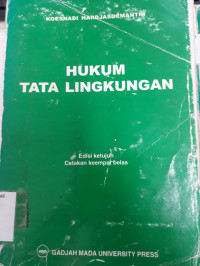 KOESNADI HARDJASOEMANTRI
HUKUM
TATA LINGKUNGAN
Edisi ketujuh
Cetakan keempat belas
GADJAH MADA UNIVERSITY PRESS